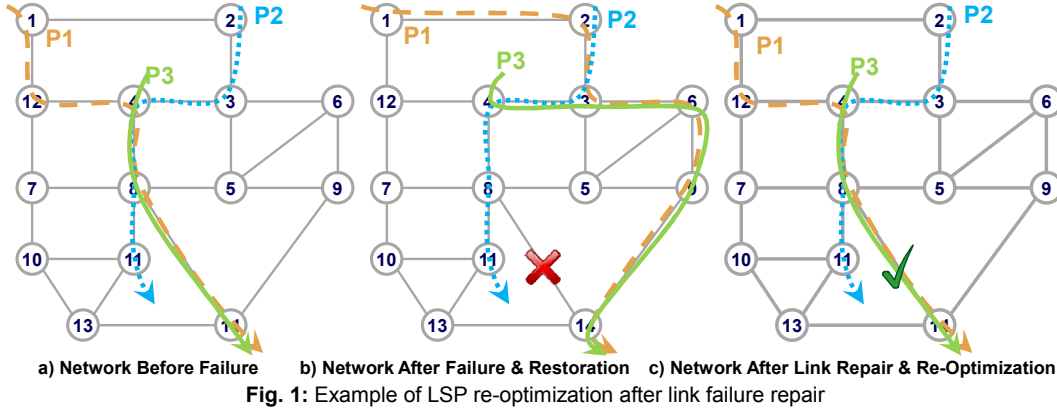 1 2 P2
P1
P3
12 4 3 6
7 8 5 9
10 11
13 14
1 2
P1 P2
P3
12 4 3 6
7 8 5 9
10 11
13 14
1 2
P1 P2
P3
12 4 3 6
7 8 5 9
10 11
13 14
a) Network Before Failure b) Network After Failure & Restoration c) Network After Link Repair & Re-Optimization
Fig. 1: Example of LSP re-optimization after link failure repair